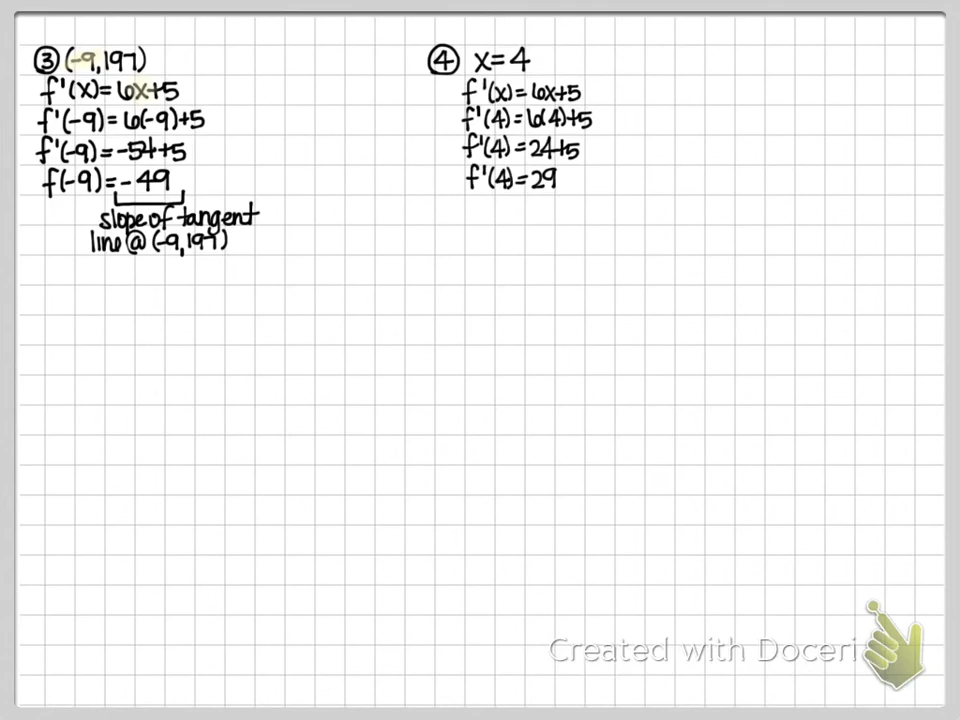 ③ (-9,197)
f'(x)=6x+5
f'(-9)=6(-9)+5
f'(-9)=-54+5
f(-9)=-49
slope of tangent
line @ (-9,197)
④ x=4
f'(x)=6x+5
f'(4)=6(4)+5
f'(4)=24+5
f'(4)=29
Created with Doceri